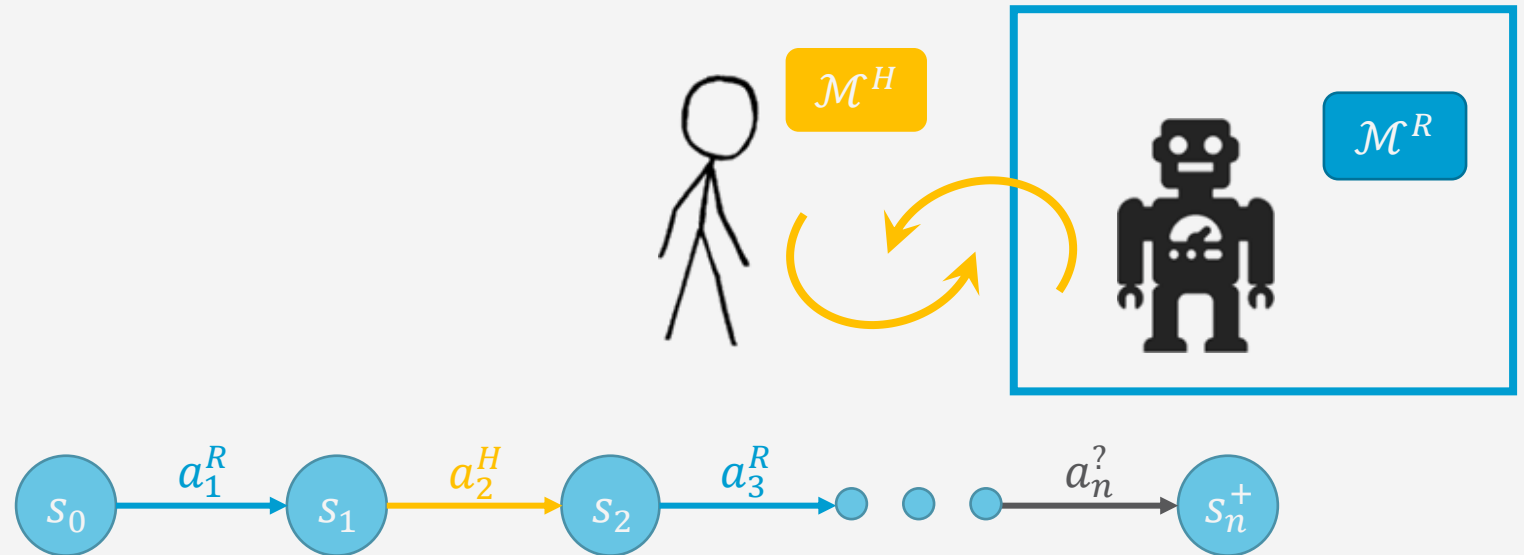 ℳ^H
ℳ^R
a_1^R a_2^H a_3^R a_n^?
s_0 s_1 s_2 s_n^+